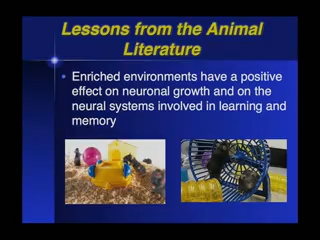 Lessons from the Animal
Literature
• Enriched environments have a positive
effect on neuronal growth and on the
neural systems involved in learning and
memory